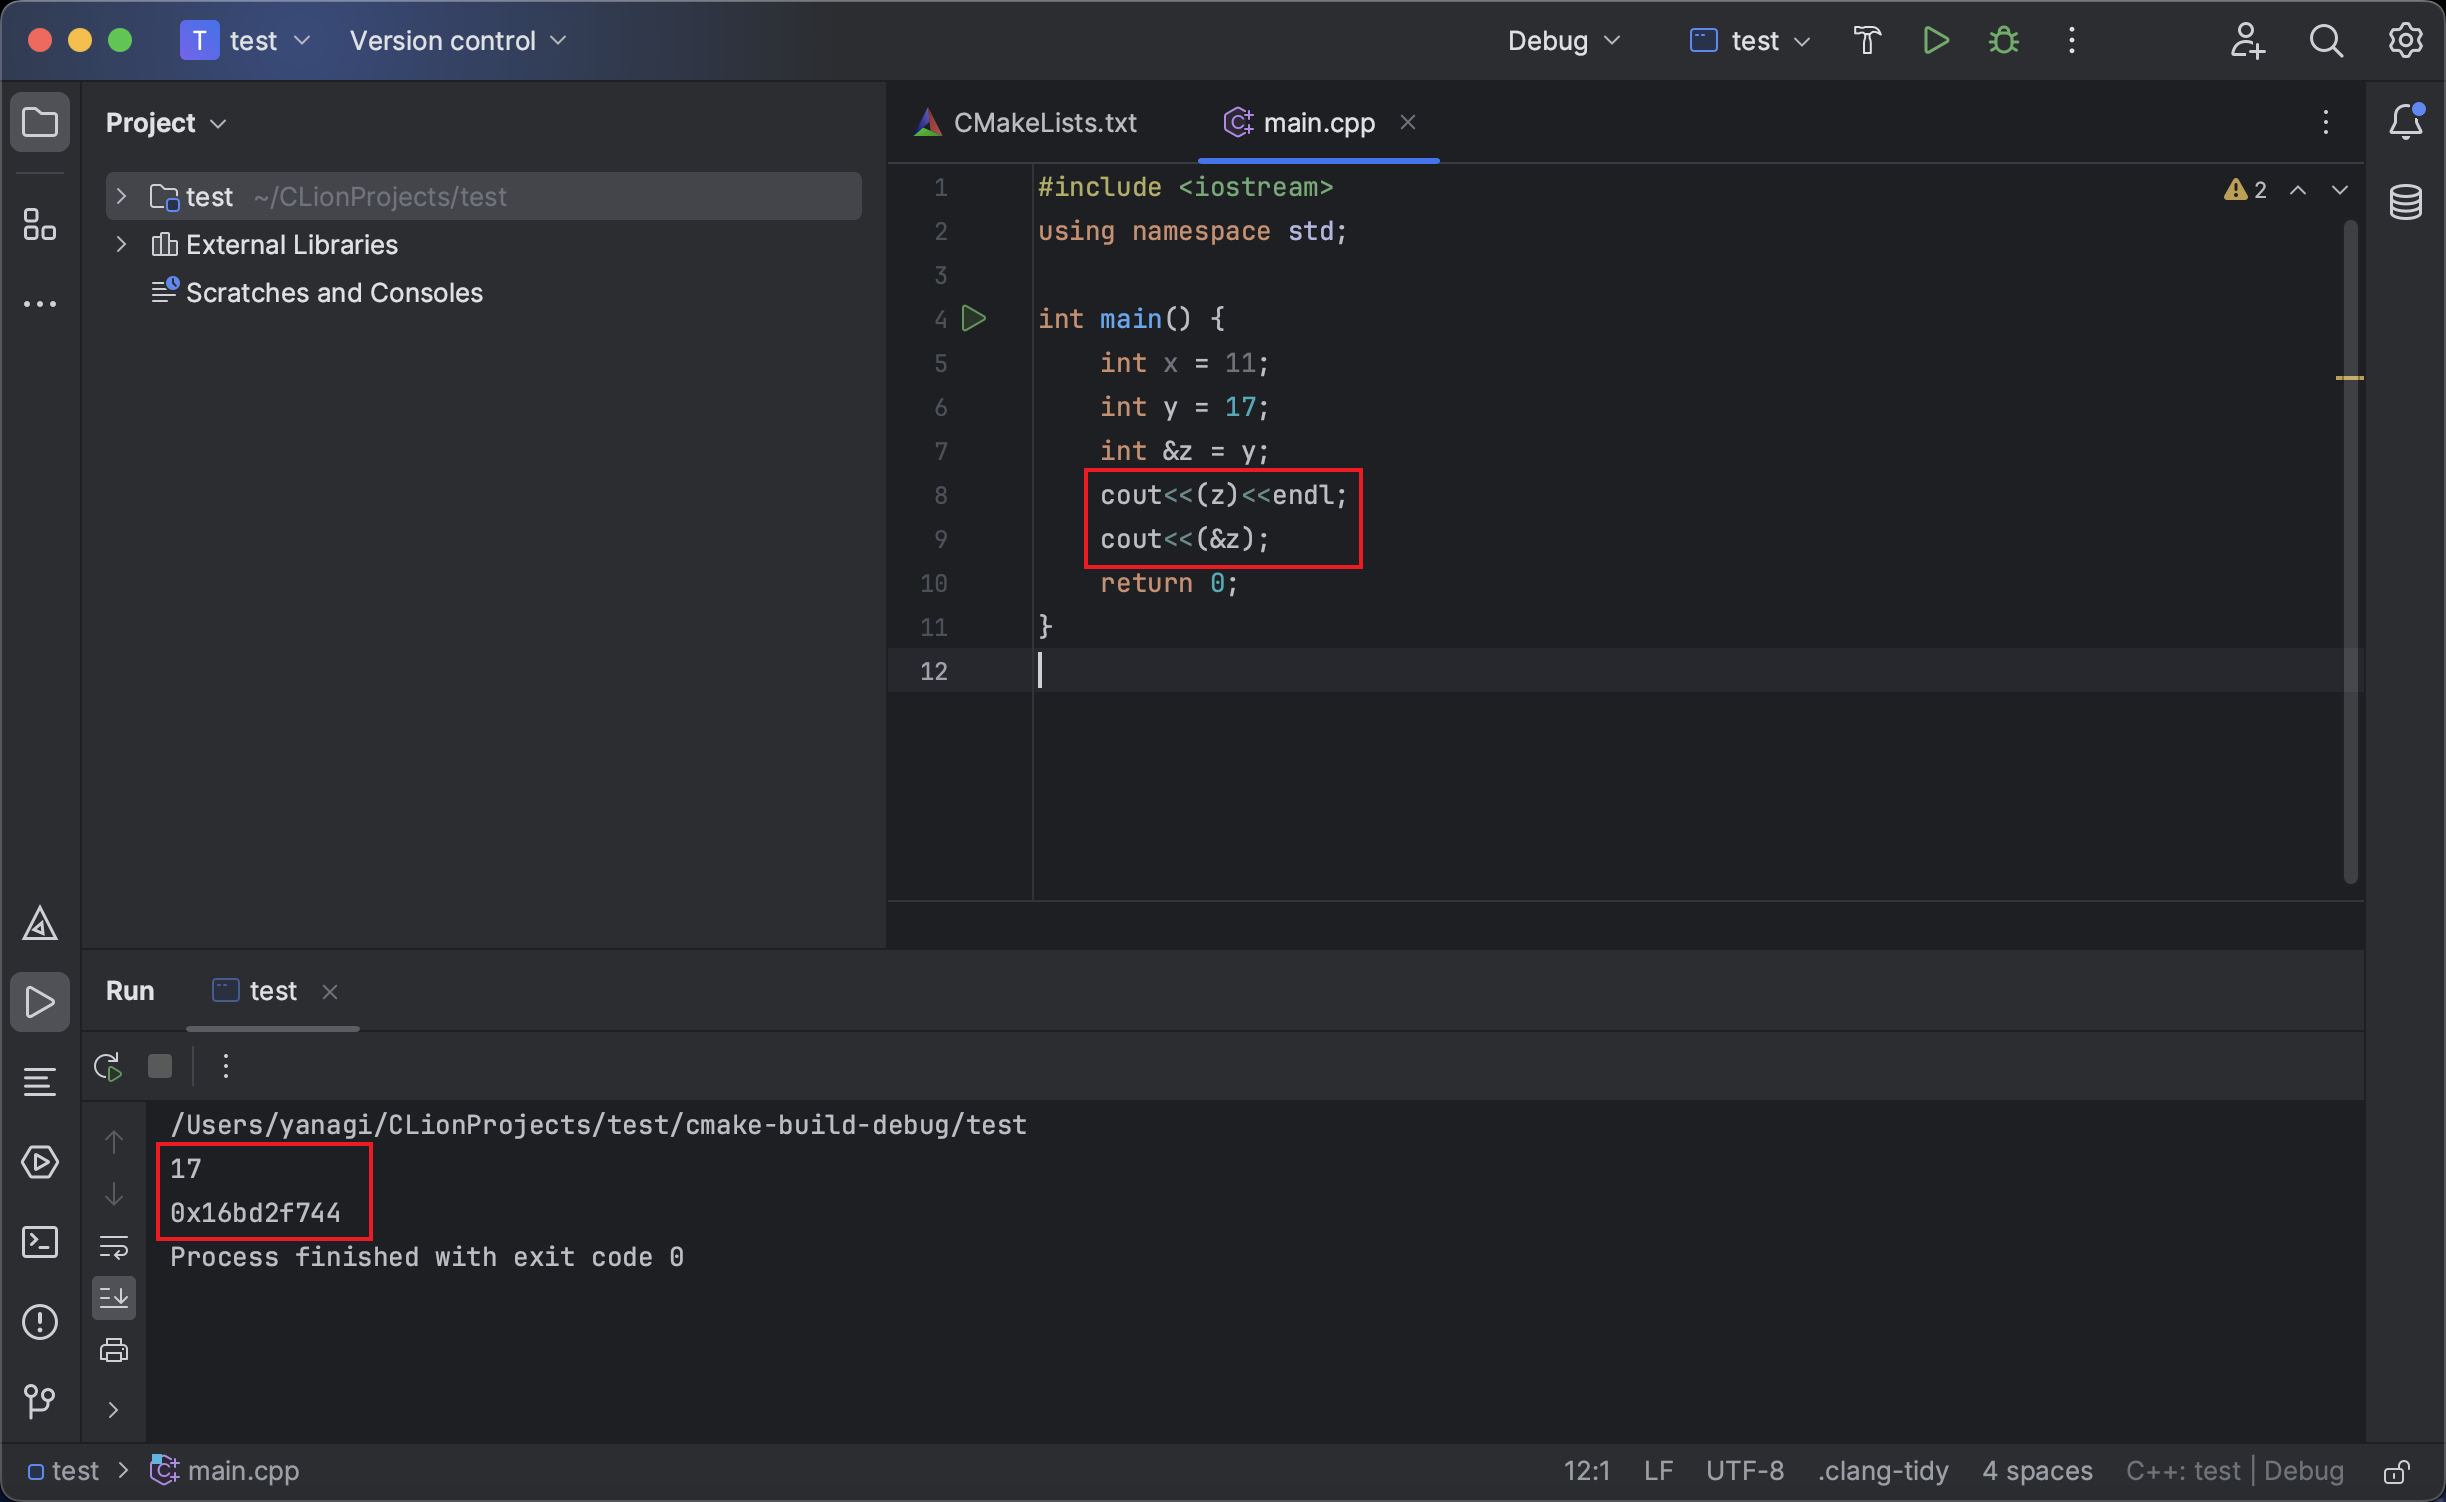 T test Version control Debug test
Project
test ~/CLionProjects/test
External Libraries
Scratches and Consoles
CMakeLists.txt main.cpp
2
1 #include <iostream>
2 using namespace std;
3
4 int main() {
5 int x = 11;
6 int y = 17;
7 int &z = y;
8 cout<<(z)<<endl;
9 cout<<(&z);
10 return 0;
11 }
12
Run test
/Users/yanagi/CLionProjects/test/cmake-build-debug/test
17
0x16bd2f744
Process finished with exit code 0
test > main.cpp 12:1 LF UTF-8 .clang-tidy 4 spaces C++: test | Debug